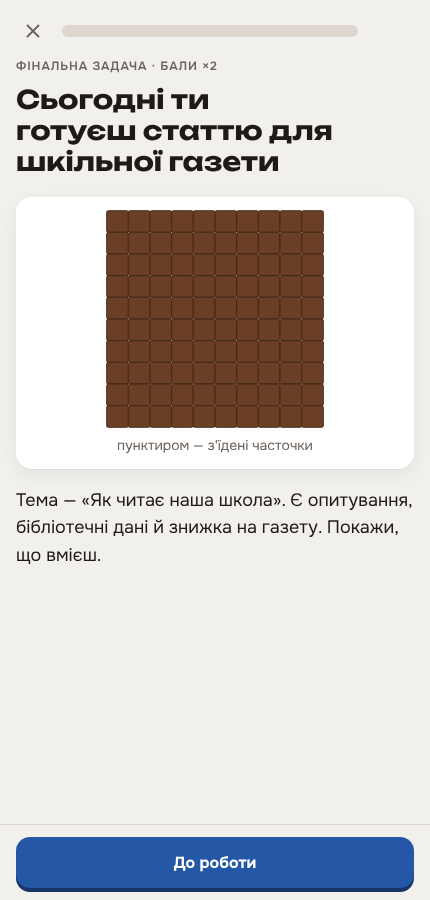 ФІНАЛЬНА ЗАДАЧА · БАЛИ ×2
Сьогодні ти
готуєш статтю для
шкільної газети
пунктиром — з'їдені часточки
Тема — «Як читає наша школа». Є опитування,
бібліотечні дані й знижка на газету. Покажи,
що вмієш.
До роботи